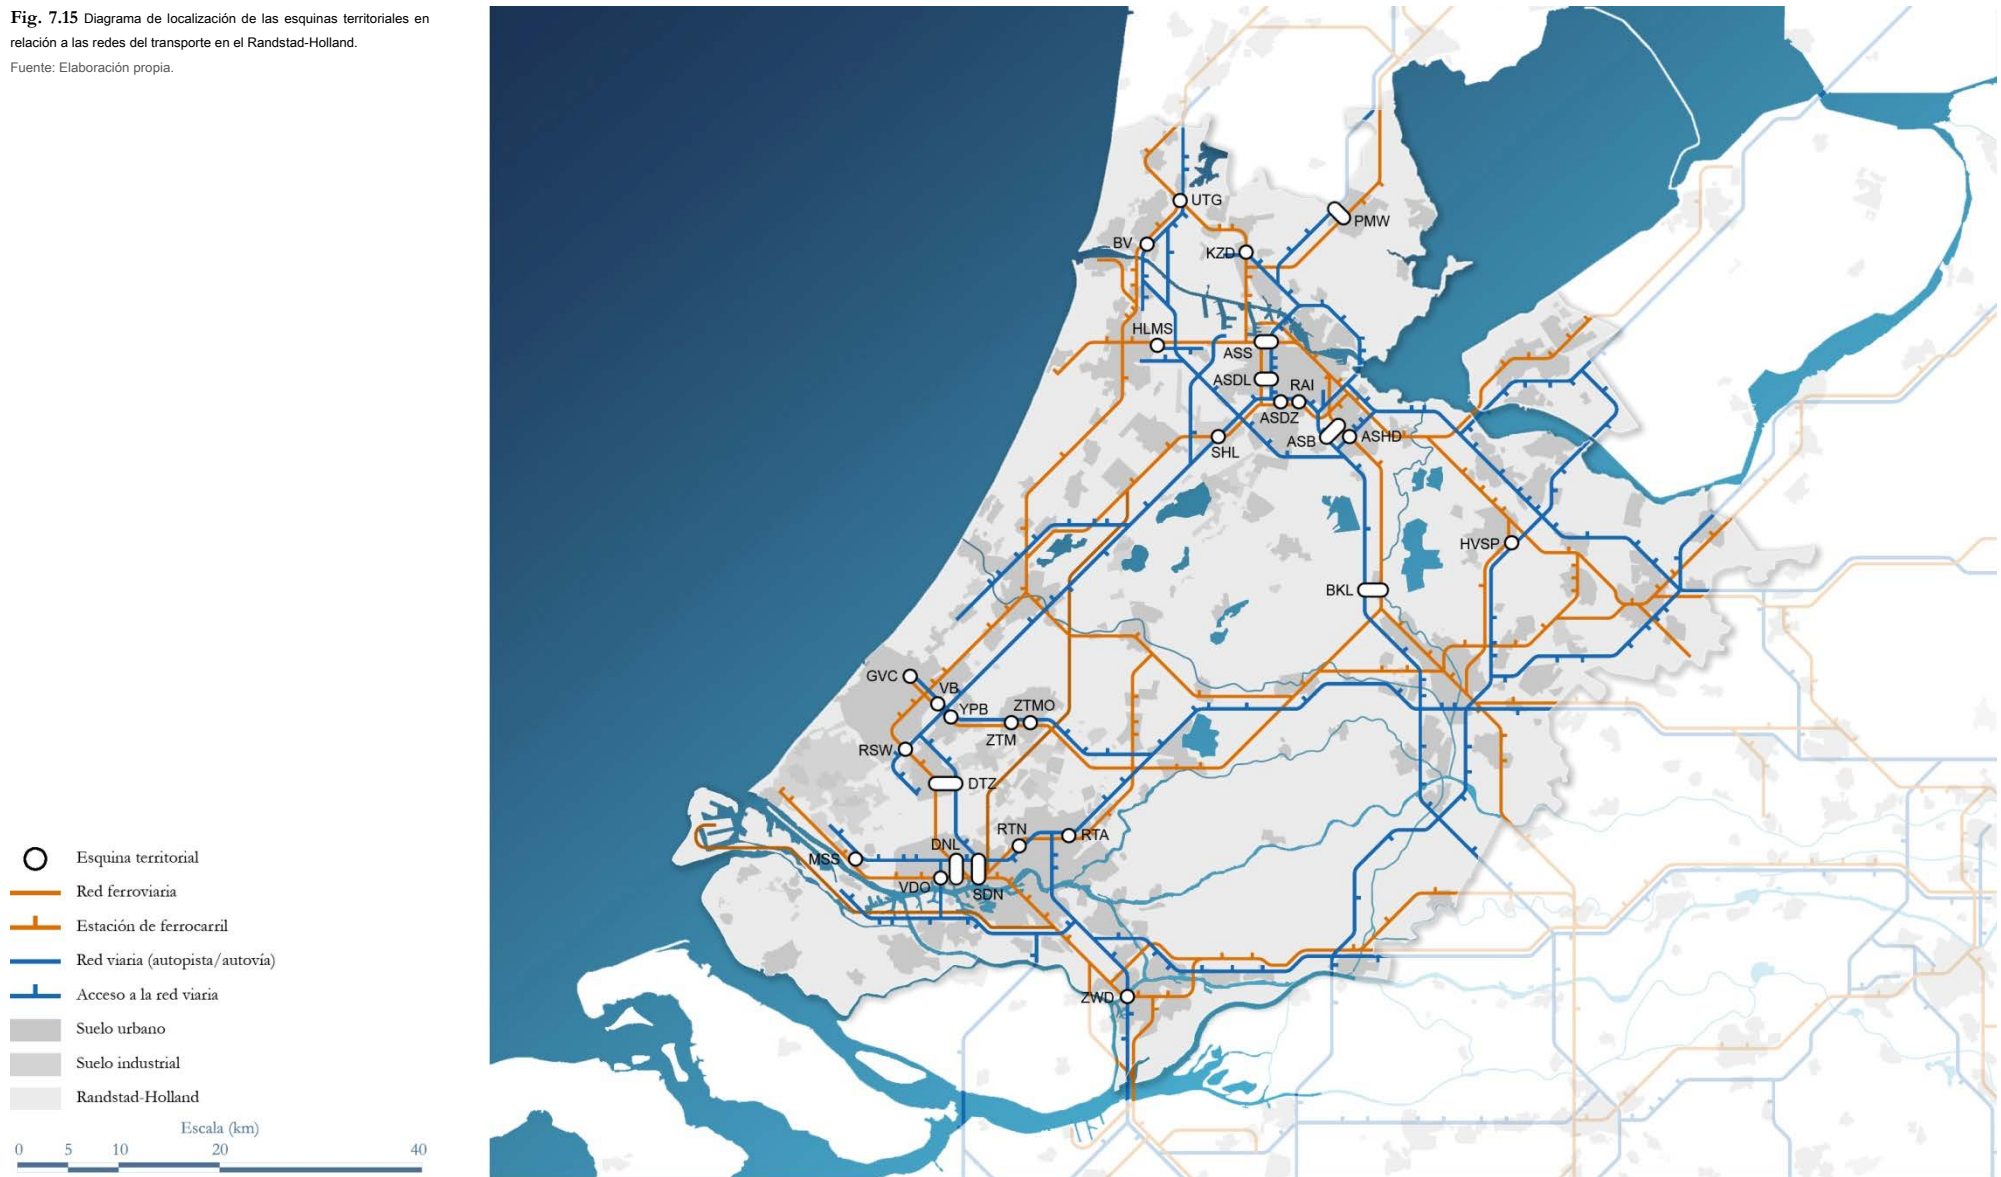 Fig. 7.15 Diagrama de localización de las esquinas territoriales en
relación a las redes del transporte en el Randstad-Holland.
Fuente: Elaboración propia.
UTG
PMW
BV
KZD
HLMS
ASS
ASDL
RAI
ASDZ
ASB
ASHD
SHL
HVSP
BKL
GVC
VB
YPB
ZTMO
ZTM
RSW
DTZ
RTN
RTA
DNL
MSS
VDO
SDN
ZWD
Esquina territorial
Red ferroviaria
Estación de ferrocarril
Red viaria (autopista/autovía)
Acceso a la red viaria
Suelo urbano
Suelo industrial
Randstad-Holland
Escala (km)
0 5 10 20 40